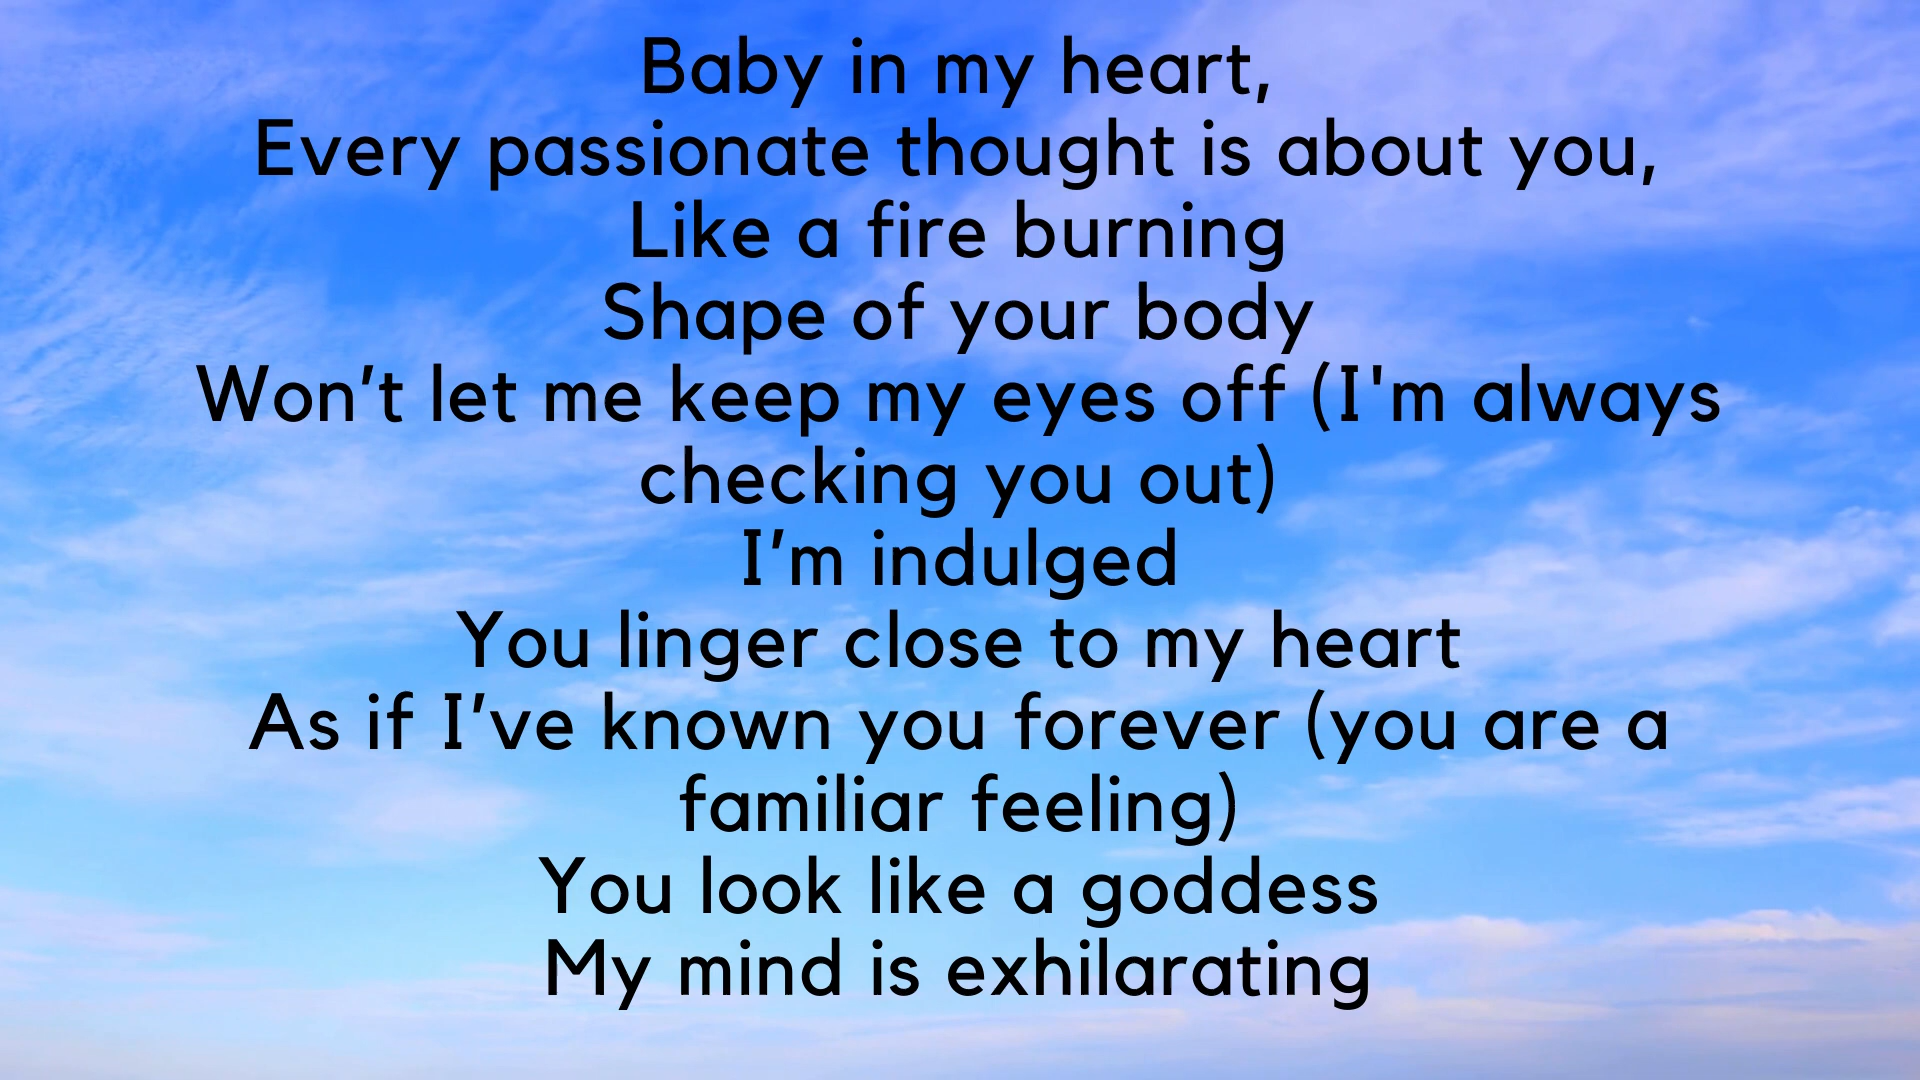 Baby in my heart,
Every passionate thought is about you,
Like a fire burning
Shape of your body
Won’t let me keep my eyes off (I'm always
checking you out)
I’m indulged
You linger close to my heart
As if I’ve known you forever (you are a
familiar feeling)
You look like a goddess
My mind is exhilarating